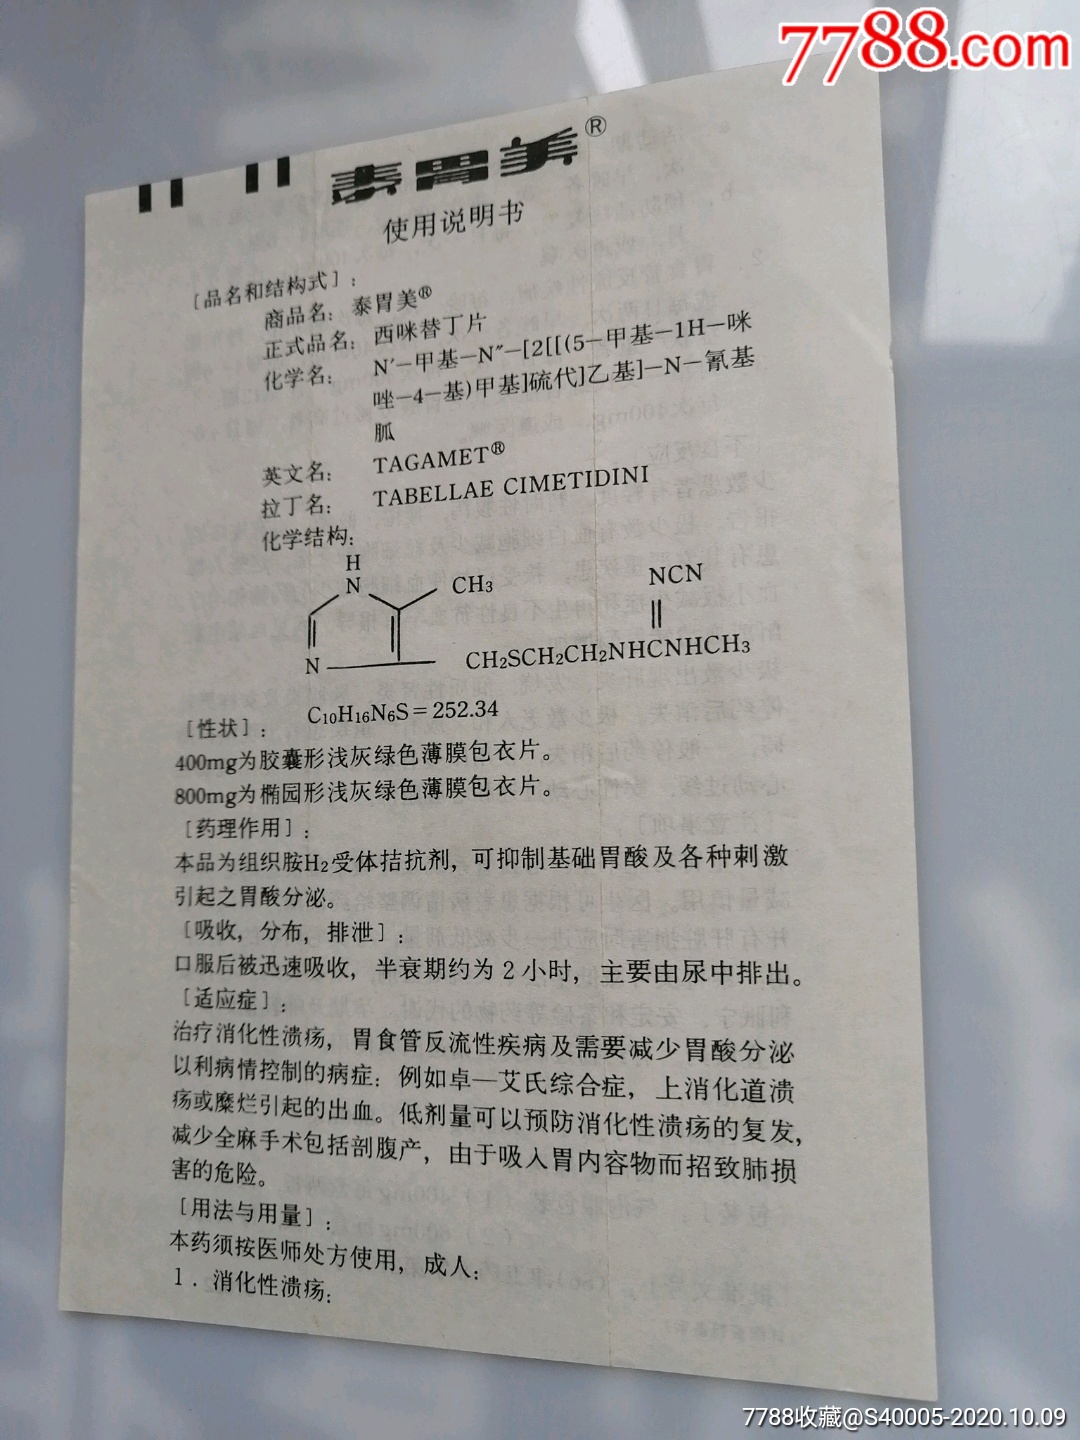 7788.com
泰胃美®
使用说明书
［品名和结构式］：
商品名：泰胃美®
正式品名：西咪替丁片
化学名：N′－甲基－N″－[2[[(5－甲基－1H－咪
唑－4－基)甲基]硫代]乙基]－N－氰基
胍
英文名：TAGAMET®
拉丁名：TABELLAE CIMETIDINI
化学结构：
H
N
CH₃
NCN
N
CH₂SCH₂CH₂NHCNHCH₃
C₁₀H₁₆N₆S＝252.34
［性状］：
400mg为胶囊形浅灰绿色薄膜包衣片。
800mg为椭园形浅灰绿色薄膜包衣片。
［药理作用］：
本品为组织胺H₂受体拮抗剂，可抑制基础胃酸及各种刺激
引起之胃酸分泌。
［吸收，分布，排泄］：
口服后被迅速吸收，半衰期约为2小时，主要由尿中排出。
［适应症］：
治疗消化性溃疡，胃食管反流性疾病及需要减少胃酸分泌
以利病情控制的病症：例如卓—艾氏综合症，上消化道溃
疡或糜烂引起的出血。低剂量可以预防消化性溃疡的复发，
减少全麻手术包括剖腹产，由于吸入胃内容物而招致肺损
害的危险。
［用法与用量］：
本药须按医师处方使用，成人：
1．消化性溃疡：
7788收藏@S40005-2020.10.09